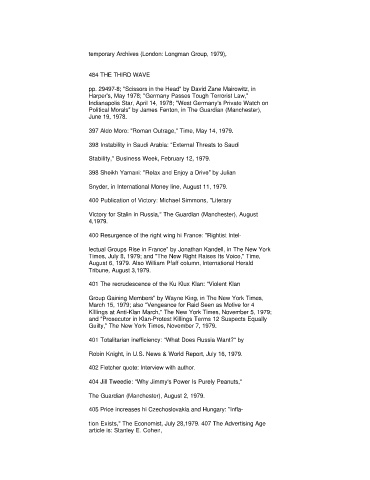 temporary Archives (London: Longman Group, 1979),
484 THE THIRD WAVE
pp. 29497-8; "Scissors in the Head" by David Zane Mairowitz, in
Harper's, May 1978; "Germany Passes Tough Terrorist Law,"
Indianapolis Star, April 14, 1978; "West Germany's Private Watch on
Political Morals" by James Fenton, in The Guardian (Manchester),
June 19, 1978.
397 Aldo Moro: "Roman Outrage," Time, May 14, 1979.
398 Instability in Saudi Arabia: "External Threats to Saudi
Stability," Business Week, February 12, 1979.
398 Sheikh Yamani: "Relax and Enjoy a Drive" by Julian
Snyder, in International Money line, August 11, 1979.
400 Publication of Victory: Michael Simmons, "Literary
Victory for Stalin in Russia," The Guardian (Manchester), August
4,1979.
400 Resurgence of the right wing hi France: "Rightist Intel-
lectual Groups Rise in France" by Jonathan Kandell, in The New York
Times, July 8, 1979; and "The New Right Raises Its Voice," Time,
August 6, 1979. Also William Pfaff column, International Herald
Tribune, August 3,1979.
401 The recrudescence of the Ku Klux Klan: "Violent Klan
Group Gaining Members" by Wayne King, in The New York Times,
March 15, 1979; also "Vengeance for Raid Seen as Motive for 4
Killings at Anti-Klan March," The New York Times, November 5, 1979;
and "Prosecutor in Klan-Protest Killings Terms 12 Suspects Equally
Guilty," The New York Times, November 7, 1979.
401 Totalitarian inefficiency: "What Does Russia Want?" by
Robin Knight, in U.S. News & World Report, July 16, 1979.
402 Fletcher quote: Interview with author.
404 Jill Tweedie: "Why Jimmy's Power Is Purely Peanuts,"
The Guardian (Manchester), August 2, 1979.
405 Price increases hi Czechoslovakia and Hungary: "Infla-
tion Exists," The Economist, July 28,1979. 407 The Advertising Age
article is: Stanley E. Cohen,